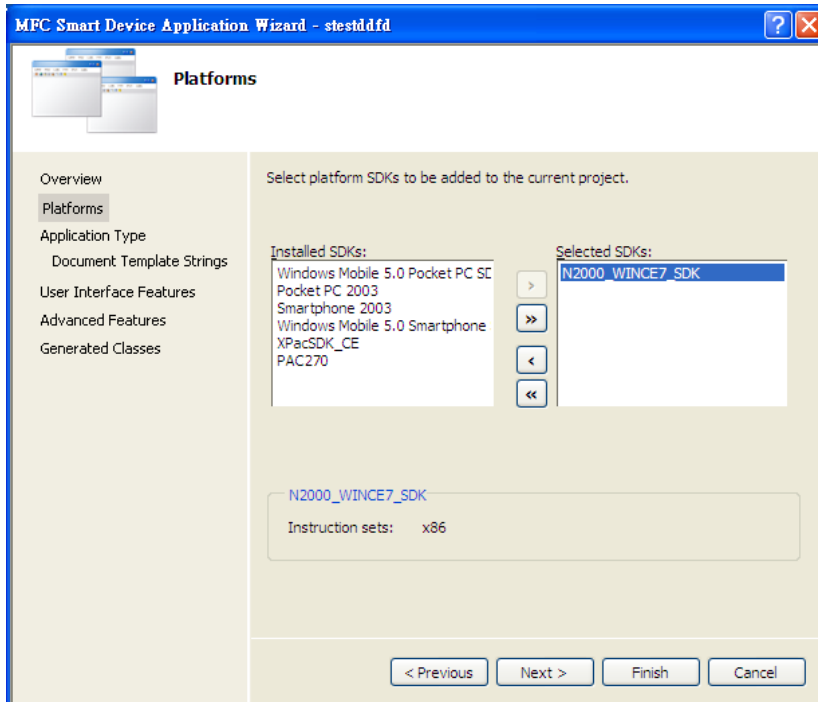 MFC Smart Device Application Wizard - stestddfd
Platforms
Overview
Platforms
Application Type
Document Template Strings
User Interface Features
Advanced Features
Generated Classes
Select platform SDKs to be added to the current project.
Installed SDKs:
Windows Mobile 5.0 Pocket PC SD
Pocket PC 2003
Smartphone 2003
Windows Mobile 5.0 Smartphone
XPacSDK_CE
PAC270
>
>>
<
<<
Selected SDKs:
N2000_WINCE7_SDK
N2000_WINCE7_SDK
Instruction sets: x86
< Previous Next > Finish Cancel